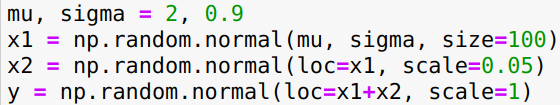 mu, sigma = 2, 0.9
x1 = np.random.normal(mu, sigma, size=100)
x2 = np.random.normal(loc=x1, scale=0.05)
y = np.random.normal(loc=x1+x2, scale=1)